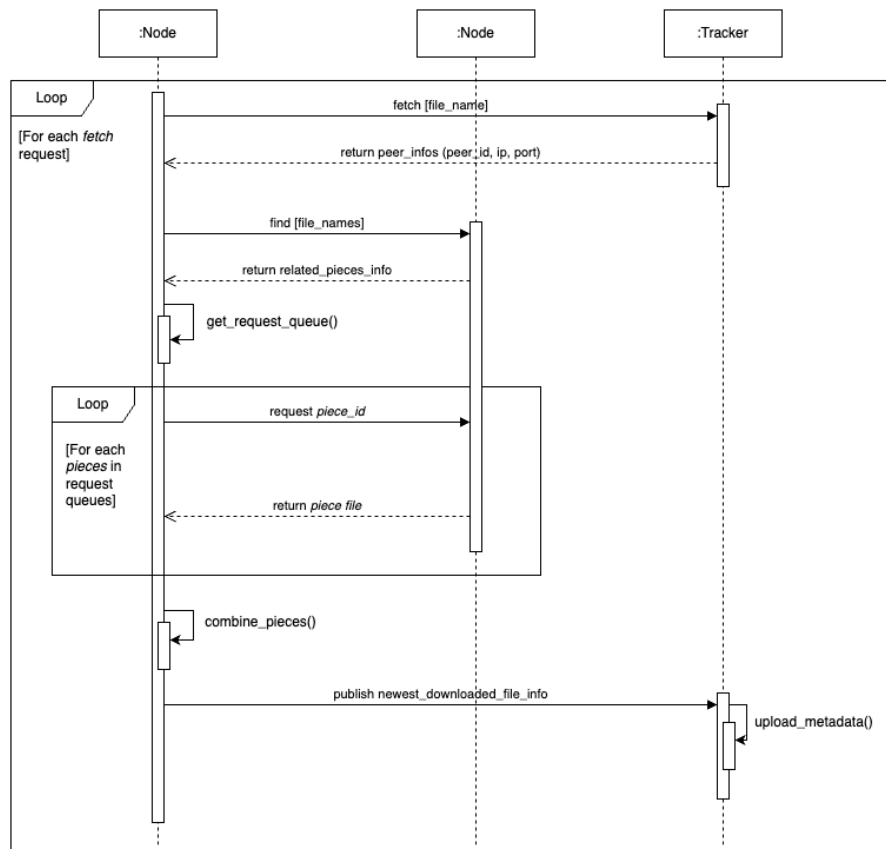 :Node
:Node
:Tracker
Loop
[For each fetch
request]
fetch [file_name]
return peer_infos (peer_id, ip, port)
find [file_names]
return related_pieces_info
get_request_queue()
Loop
[For each
pieces in
request
queues]
request piece_id
return piece file
combine_pieces()
publish newest_downloaded_file_info
upload_metadata()